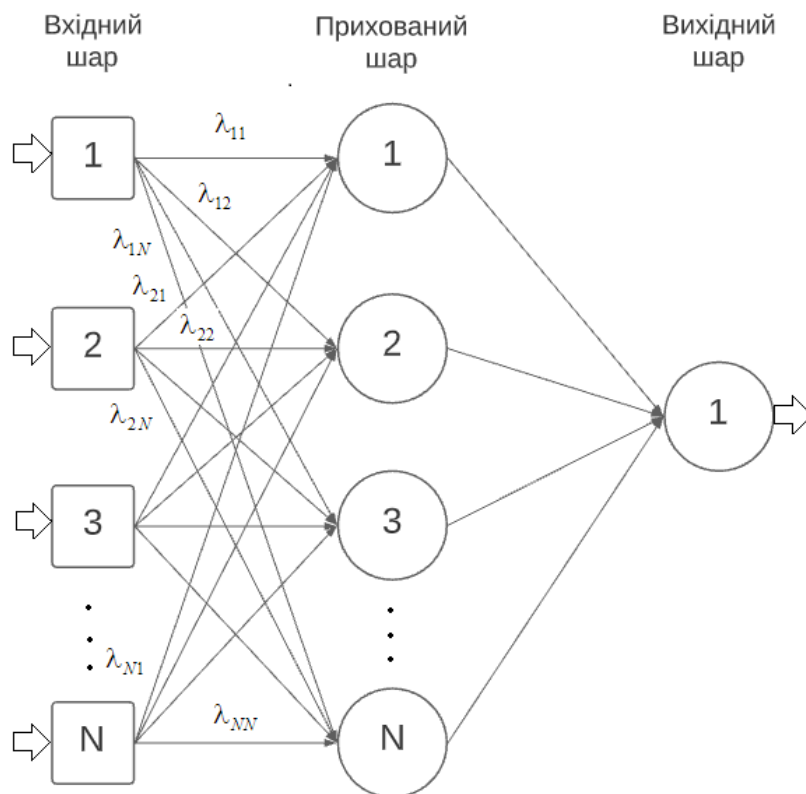 Вхідний
шар
Прихований
шар
Вихідний
шар
λ₁₁
1
1
λ₁₂
λ₁N
λ₂₁
λ₂₂
2
2
λ₂N
1
3
3
λN₁
λNN
N
N